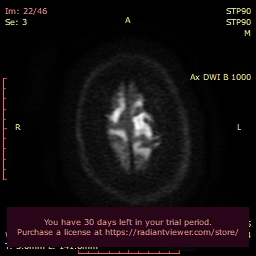 Im: 22/46
Se: 3
A
STP90
STP90
M
Ax DWI B 1000
R
L
You have 30 days left in your trial period.
Purchase a license at https://radiantviewer.com/store/